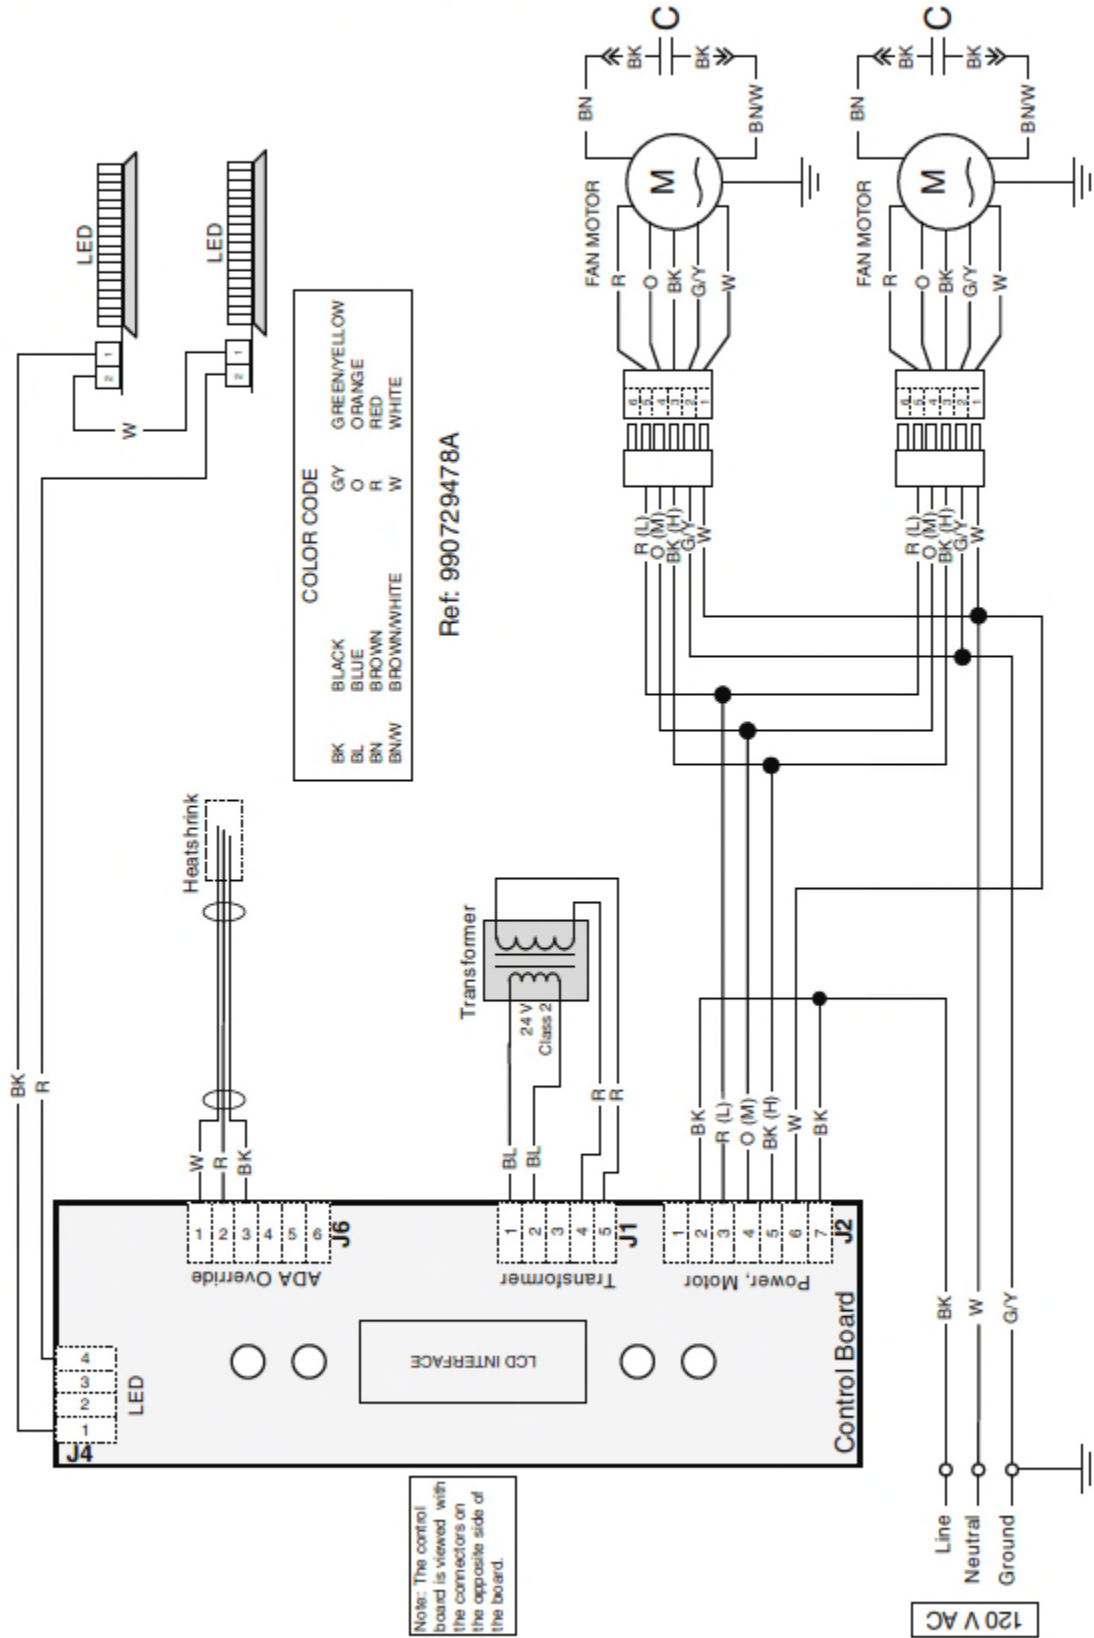 120 V AC
Line
Neutral
Ground
BK
W
G/Y
Note: The control
board is viewed with
the connectors on
the opposite side of
the board.
J4
LED
1
2
3
4
BK
R
LCD INTERFACE
Control Board
ADA Override
J6
1
2
3
4
5
6
W
R
BK
Heatshrink
Transformer
J1
1
2
3
4
5
BL
BL
R
R
Transformer
24 V
Class 2
Power, Motor
J2
1
2
3
4
5
6
7
BK
R (L)
O (M)
BK (H)
W
BK
LED
1
2
W
LED
1
2
COLOR CODE
BK BLACK G/Y GREEN/YELLOW
BL BLUE O ORANGE
BN BROWN R RED
BN/W BROWN/WHITE W WHITE
Ref: 990729478A
R (L)
O (M)
BK (H)
G/Y
W
6
5
4
3
2
1
FAN MOTOR
R
O
BK
G/Y
W
M
BN
BK
C
BK
BN/W
R (L)
O (M)
BK (H)
G/Y
W
6
5
4
3
2
1
FAN MOTOR
R
O
BK
G/Y
W
M
BN
BK
C
BK
BN/W